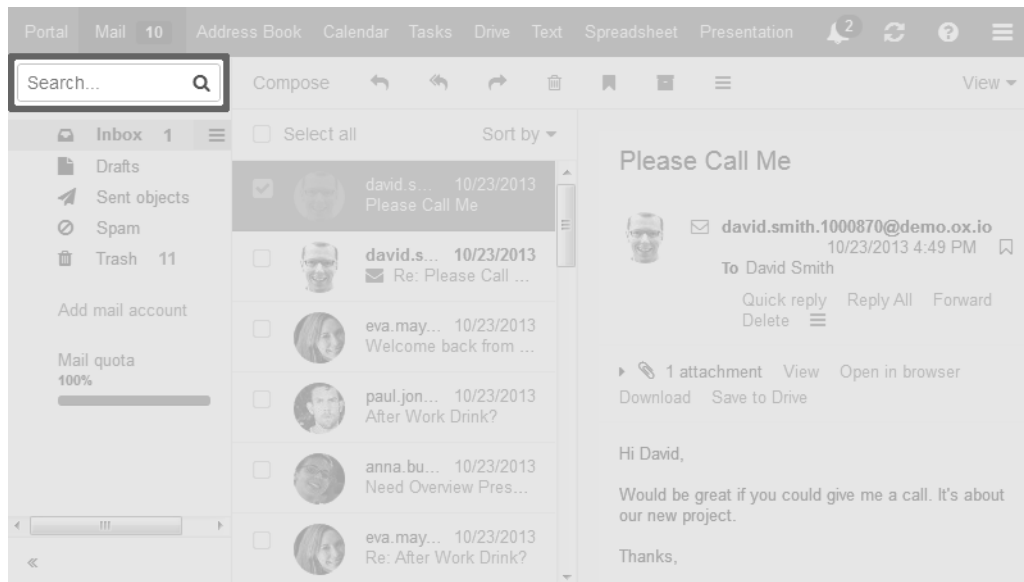 Portal Mail 10 Address Book Calendar Tasks Drive Text Spreadsheet Presentation 2
Search...
Compose View
Inbox 1
Drafts
Sent objects
Spam
Trash 11
Add mail account
Mail quota
100%
Select all Sort by
david.s... 10/23/2013
Please Call Me
david.s... 10/23/2013
Re: Please Call ...
eva.may... 10/23/2013
Welcome back from ...
paul.jon... 10/23/2013
After Work Drink?
anna.bu... 10/23/2013
Need Overview Pres...
eva.may... 10/23/2013
Re: After Work Drink?
Please Call Me
david.smith.1000870@demo.ox.io
10/23/2013 4:49 PM
To David Smith
Quick reply Reply All Forward
Delete
1 attachment View Open in browser
Download Save to Drive
Hi David,
Would be great if you could give me a call. It's about
our new project.
Thanks,